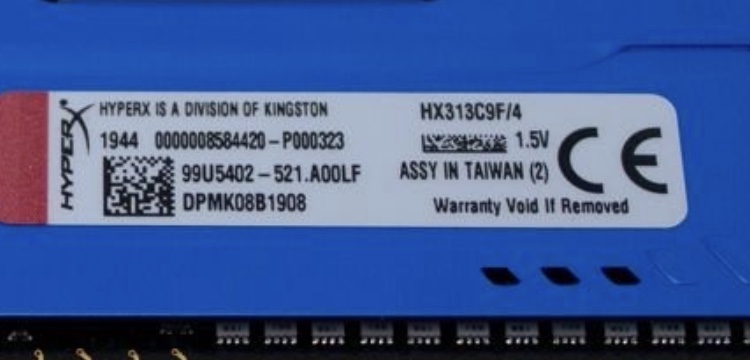 HYPERX
HYPERX IS A DIVISION OF KINGSTON
1944 0000008584420-P000323
99U5402-521.A00LF
DPMK08B1908
HX313C9F/4
1.5V
ASSY IN TAIWAN (2)
Warranty Void If Removed
CE